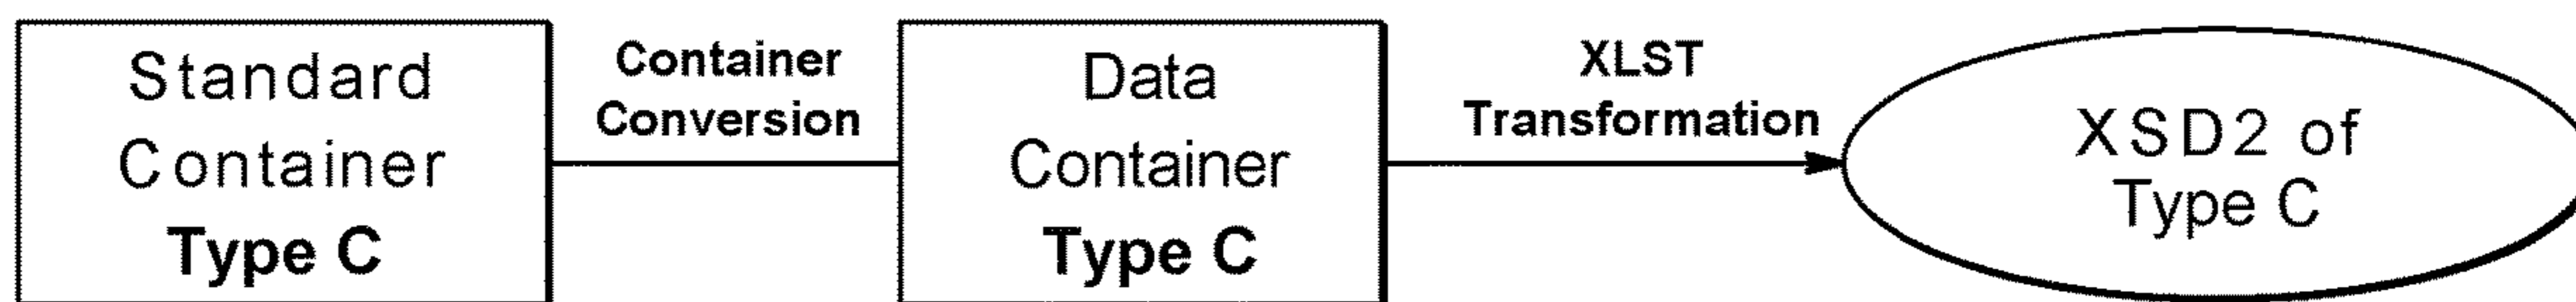 Standard
Container
Type C
Container
Conversion
Data
Container
Type C
XLST
Transformation
XSD2 of
Type C